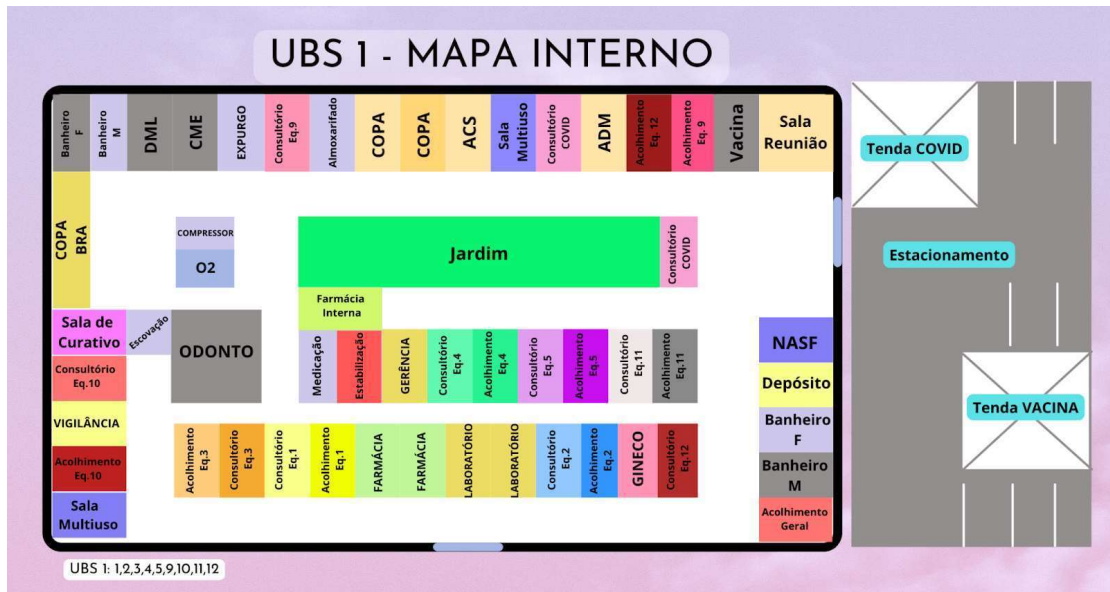 UBS 1 - MAPA INTERNO
Banheiro
F
Banheiro
M
DML
CME
EXPURGO
Consultório
Eq.9
Almoxarifado
COPA
COPA
ACS
Sala
Multiuso
Consultório
COVID
ADM
Acolhimento
Eq. 12
Acolhimento
Eq. 9
Vacina
Sala
Reunião
Tenda COVID
COPA
BRA
COMPRESSOR
O2
Jardim
Consultório
COVID
Estacionamento
Farmácia
Interna
Sala de
Curativo
Escovação
ODONTO
Medicação
Estabilização
GERÊNCIA
Consultório
Eq.4
Acolhimento
Eq.4
Consultório
Eq.5
Acolhimento
Eq.5
Consultório
Eq.11
Acolhimento
Eq.11
NASF
Consultório
Eq.10
Depósito
VIGILÂNCIA
Banheiro
F
Tenda VACINA
Acolhimento
Eq.10
Acolhimento
Eq.3
Consultório
Eq.3
Consultório
Eq.1
Acolhimento
Eq.1
FARMÁCIA
FARMÁCIA
LABORATÓRIO
LABORATÓRIO
Consultório
Eq.2
Acolhimento
Eq.2
GINECO
Consultório
Eq.12
Banheiro
M
Sala
Multiuso
Acolhimento
Geral
UBS 1: 1,2,3,4,5,9,10,11,12